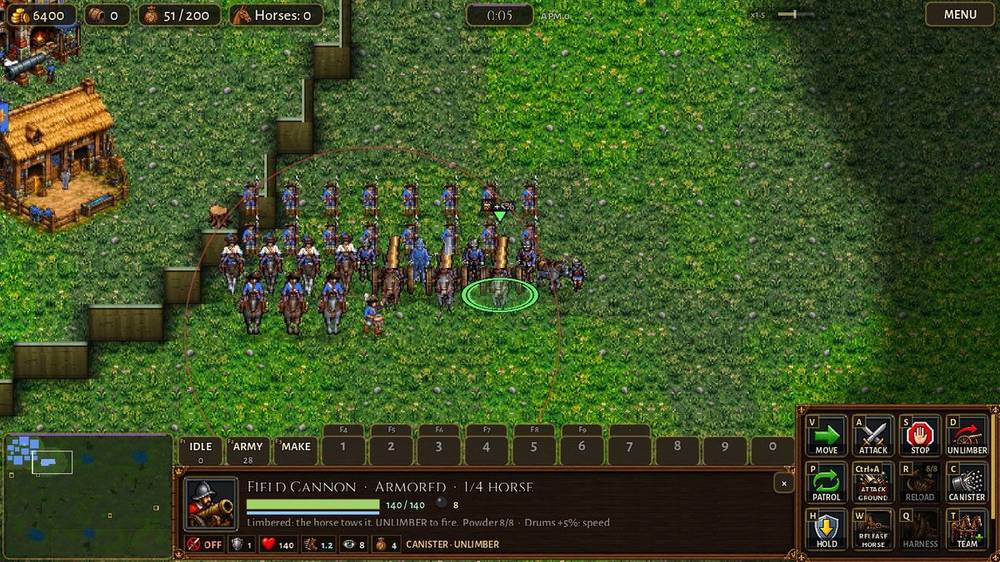 6400
0
51 / 200
Horses: 0
0:05
APM 0
x1.5
MENU
+5%
F1 IDLE 0
F2 ARMY 28
MAKE
F4 1
F5 2
F6 3
F7 4
F8 5
F9 6
7
8
9
0
FIELD CANNON · ARMORED · 1/4 HORSE
×
140/140
8
Limbered: the horse tows it. UNLIMBER to fire. Powder 8/8 · Drums +5%: speed
OFF
1
140
1.2
8
4
CANISTER · UNLIMBER
V MOVE
A ATTACK
S STOP
D UNLIMBER
P PATROL
Ctrl+A ATTACK GROUND
R 8/8 RELOAD
C CANISTER
H HOLD
W RELEASE HORSE
Q HARNESS
T TEAM